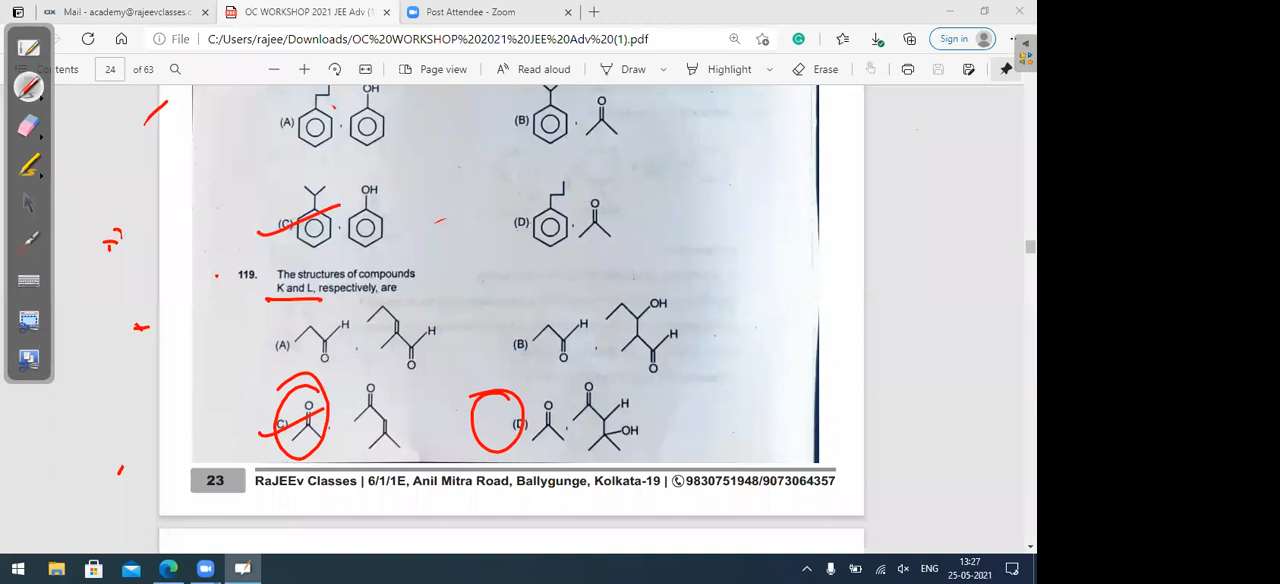 Mail - academy@rajeevclasses.c
OC WORKSHOP 2021 JEE Adv (1
Post Attendee - Zoom
File
C:/Users/rajee/Downloads/OC%20WORKSHOP%202021%20JEE%20Adv%20(1).pdf
Sign in
ntents
24
of 63
Page view
Read aloud
Draw
Highlight
Erase
OH
(A)
,
(B)
,
O
OH
(C)
,
(D)
,
O
119. The structures of compounds
K and L, respectively, are
(A)
H
O
,
H
O
(B)
H
O
,
OH
H
O
(C)
O
,
O
(D)
O
,
O
H
OH
23
RaJEEv Classes | 6/1/1E, Anil Mitra Road, Ballygunge, Kolkata-19 | 9830751948/9073064357
ENG
13:27
25-05-2021